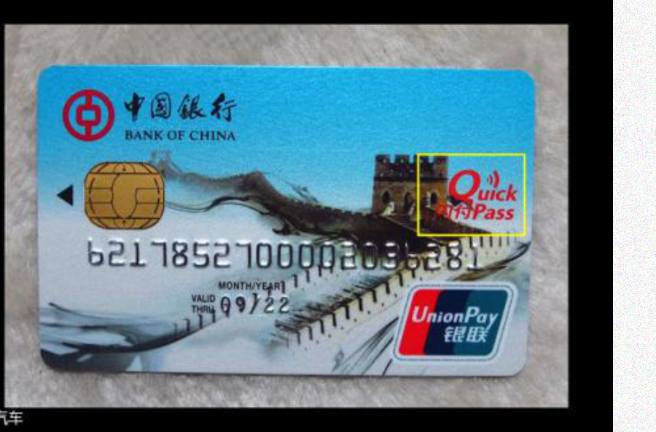 中国银行
BANK OF CHINA
Quick
闪付Pass
MONTH/YEAR
VALID THRU 09/22
UnionPay
银联
汽车